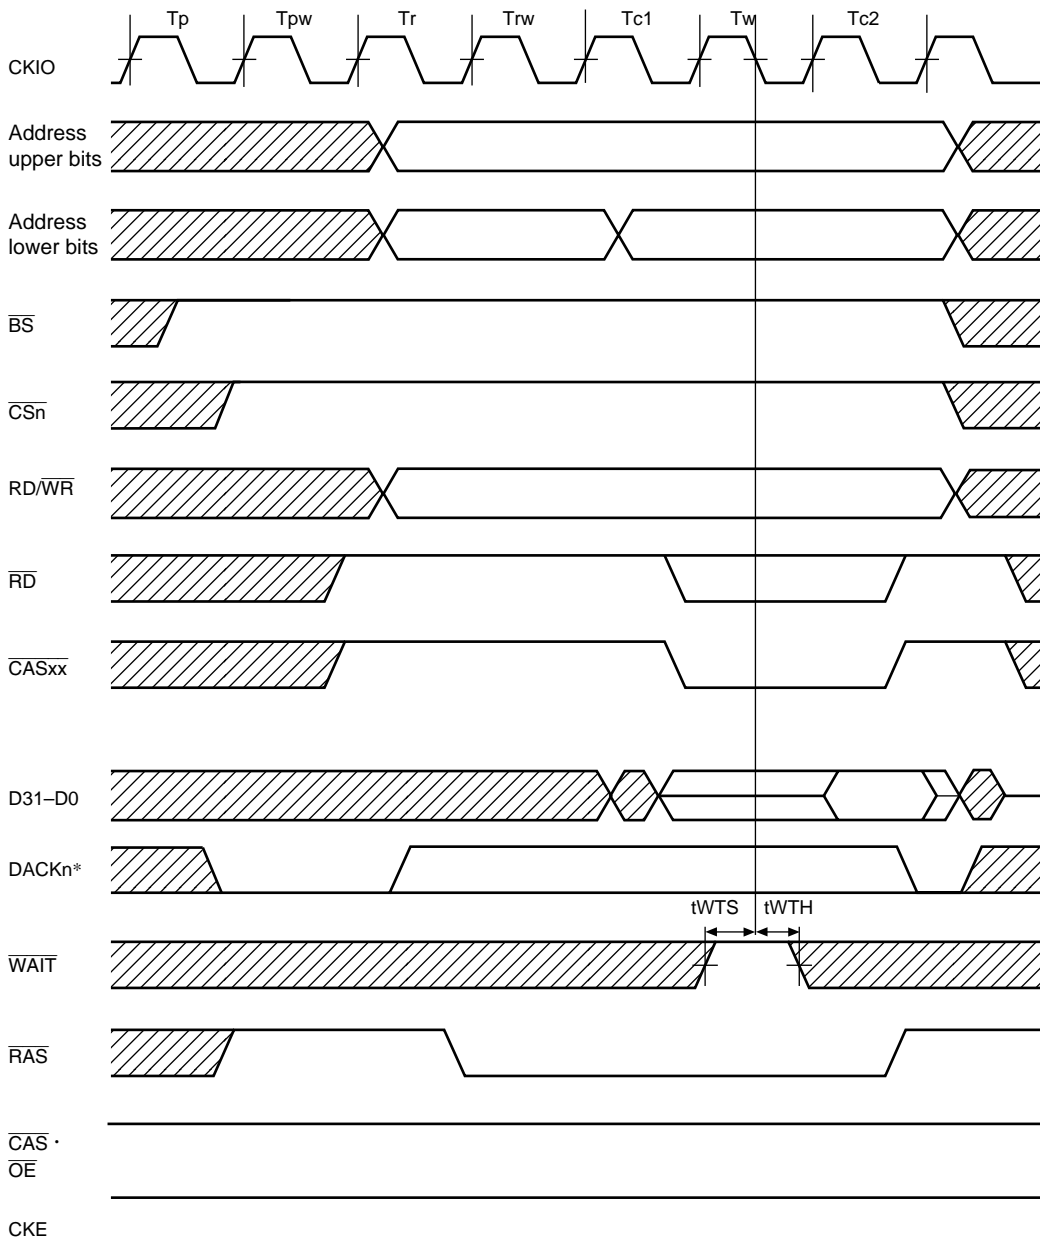 Tp Tpw Tr Trw Tc1 Tw Tc2
CKIO
Address
upper bits
Address
lower bits
BS
CSn
RD/WR
RD
CASxx
D31–D0
DACKn*
tWTS tWTH
WAIT
RAS
CAS ·
OE
CKE